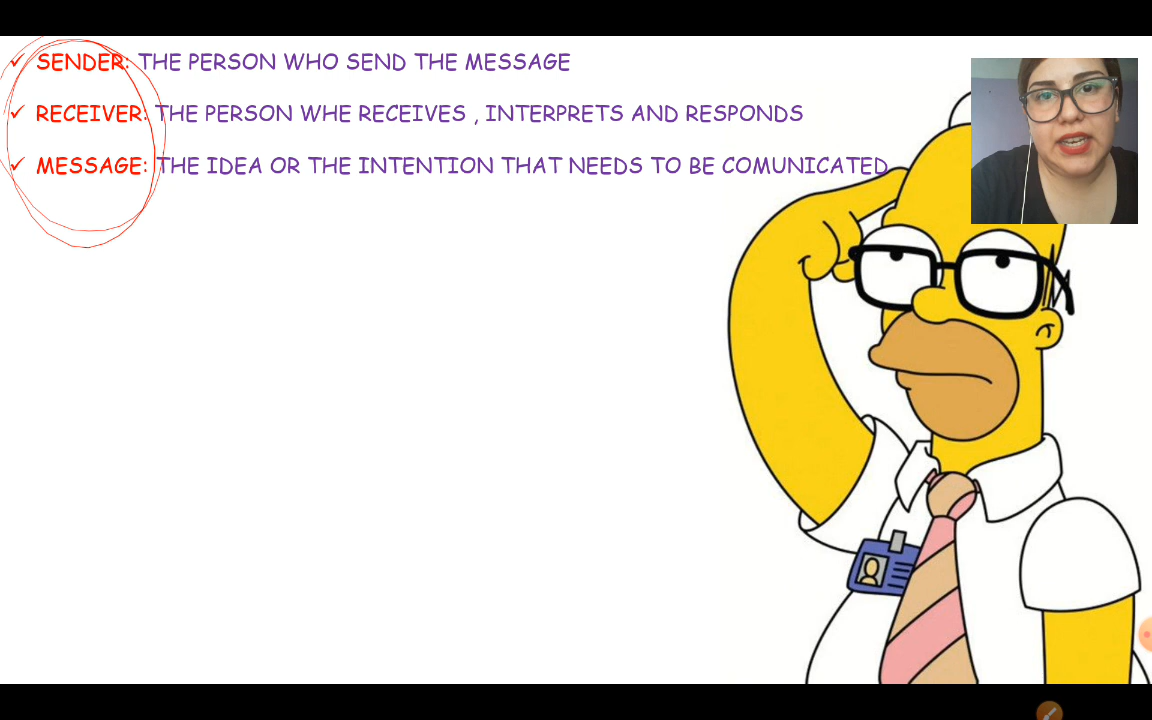 ✓ SENDER: THE PERSON WHO SEND THE MESSAGE
✓ RECEIVER: THE PERSON WHE RECEIVES , INTERPRETS AND RESPONDS
✓ MESSAGE: THE IDEA OR THE INTENTION THAT NEEDS TO BE COMUNICATED